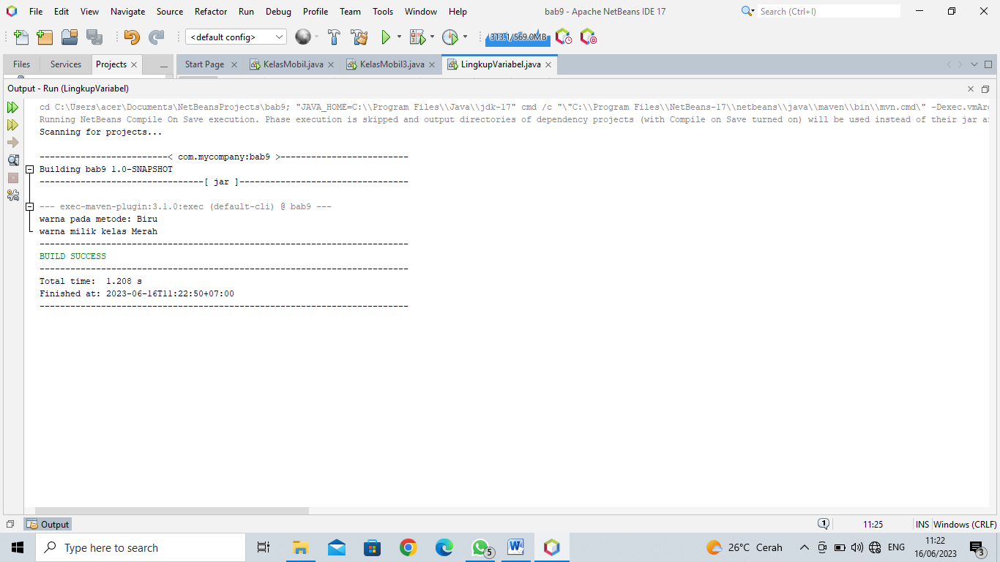 File Edit View Navigate Source Refactor Run Debug Profile Team Tools Window Help
bab9 - Apache NetBeans IDE 17
Search (Ctrl+I)
<default config>
313.1/569.0MB
Files Services Projects
Start Page KelasMobil.java KelasMobil3.java LingkupVariabel.java
Output - Run (LingkupVariabel)
cd C:\Users\acer\Documents\NetBeansProjects\bab9; "JAVA_HOME=C:\\Program Files\\Java\\jdk-17" cmd /c "\"C:\\Program Files\\NetBeans-17\\netbeans\\java\\maven\\bin\\mvn.cmd\" -Dexec.vmArg
Running NetBeans Compile On Save execution. Phase execution is skipped and output directories of dependency projects (with Compile on Save turned on) will be used instead of their jar a
Scanning for projects...
-------------------------< com.mycompany:bab9 >-------------------------
Building bab9 1.0-SNAPSHOT
--------------------------------[ jar ]---------------------------------
--- exec-maven-plugin:3.1.0:exec (default-cli) @ bab9 ---
warna pada metode: Biru
warna milik kelas Merah
------------------------------------------------------------------------
BUILD SUCCESS
------------------------------------------------------------------------
Total time:  1.208 s
Finished at: 2023-06-16T11:22:50+07:00
------------------------------------------------------------------------
Output
1
11:25
INS Windows (CRLF)
Type here to search
5
26°C Cerah
ENG
11:22
16/06/2023
3